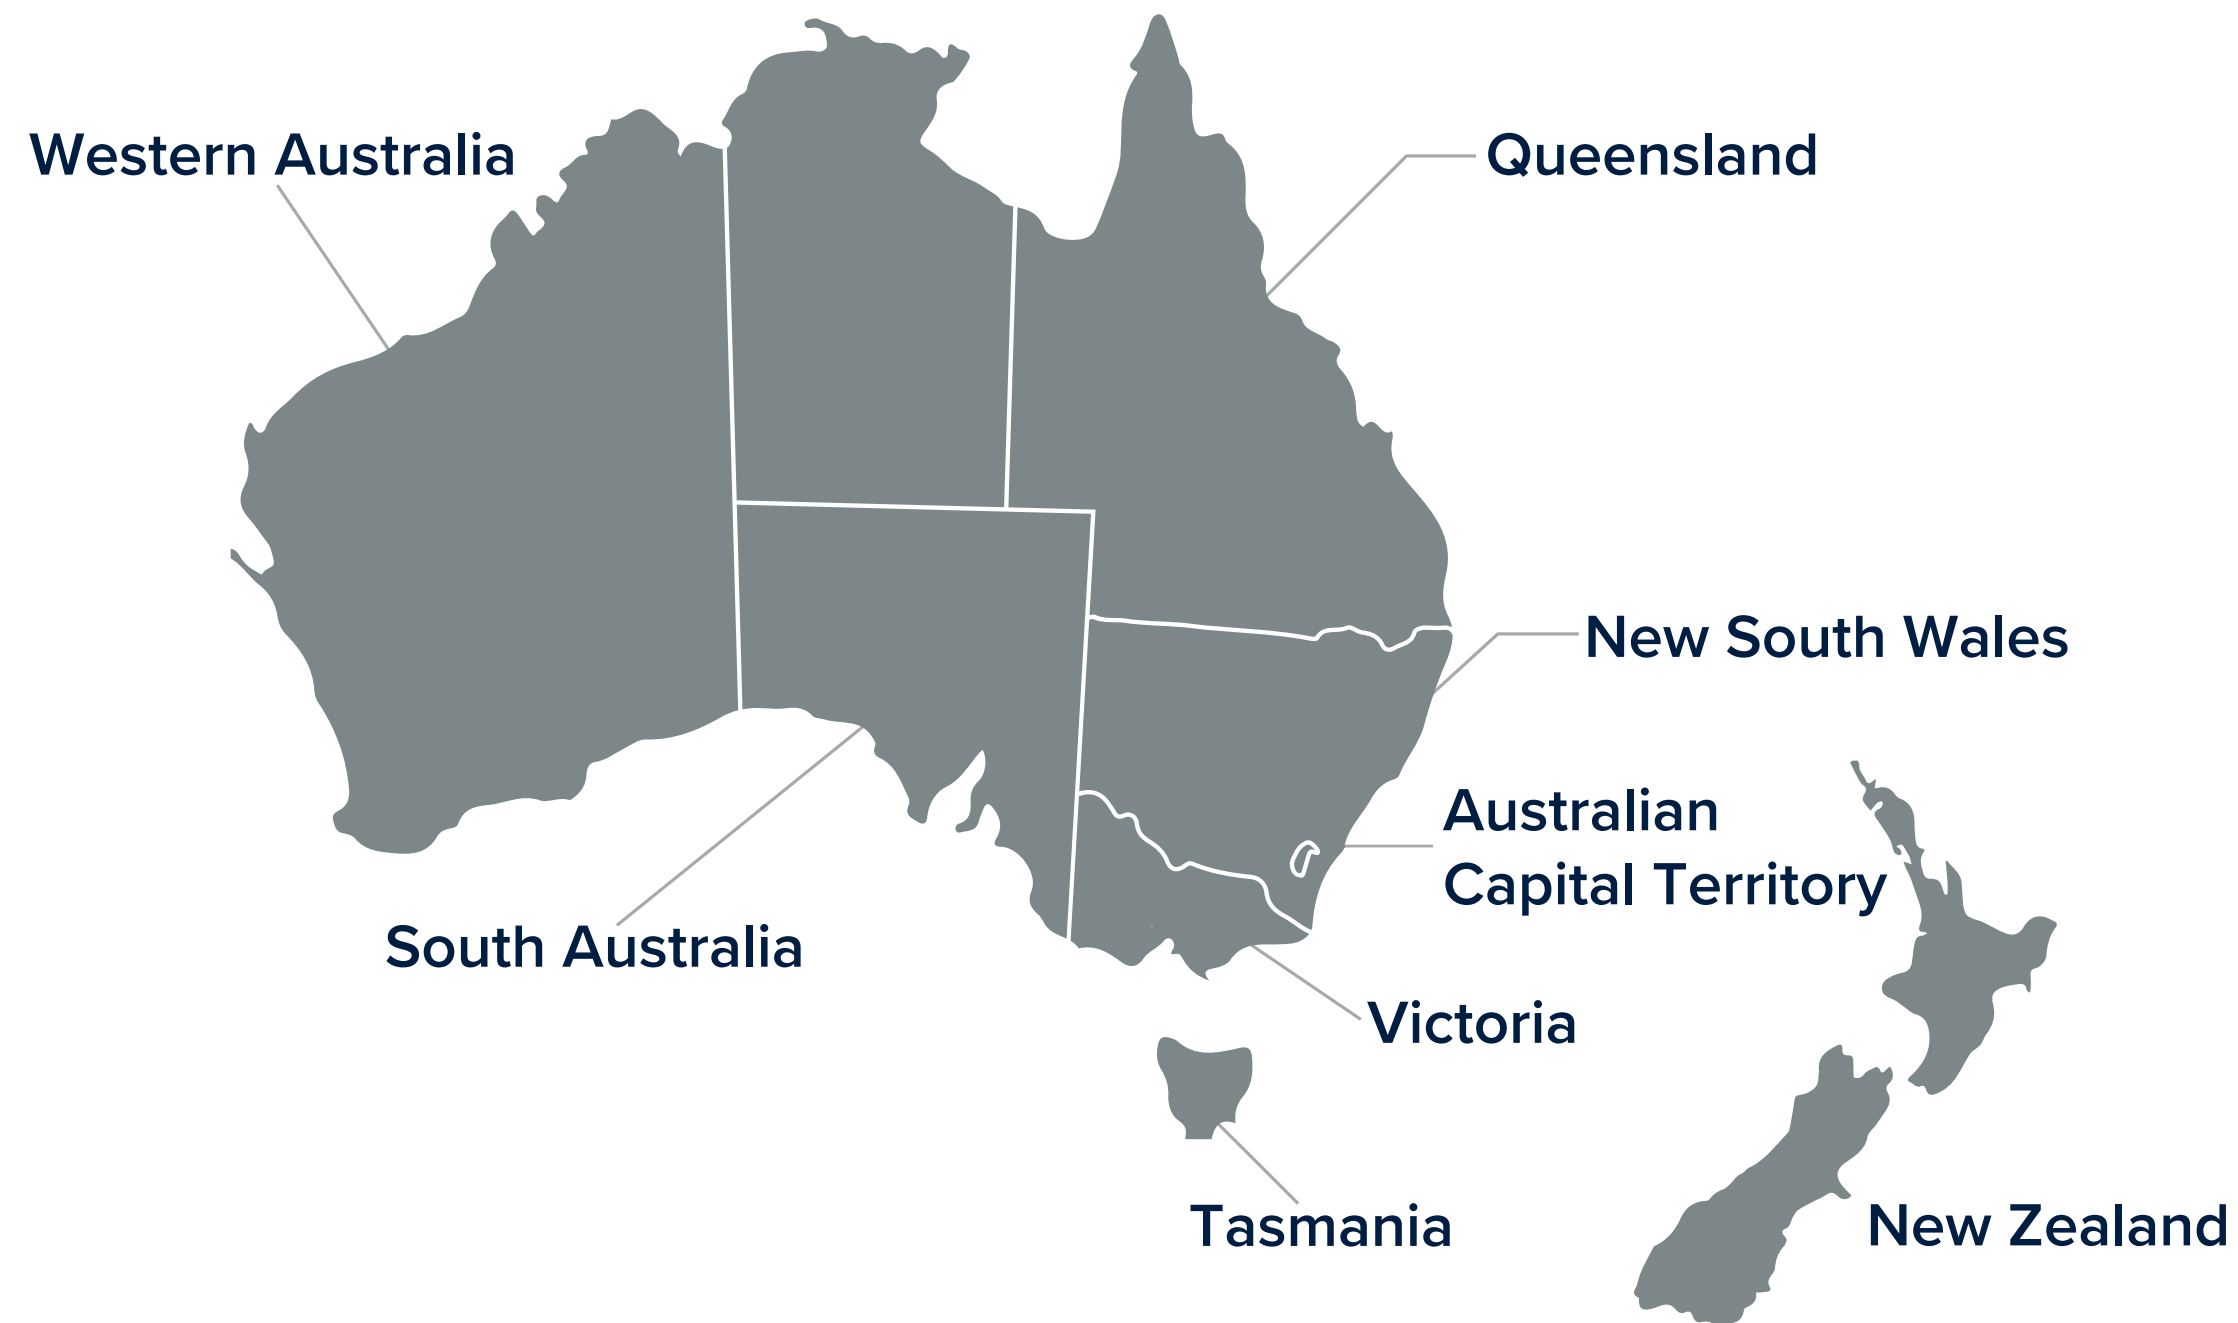 Western Australia
Queensland
New South Wales
Australian
Capital Territory
South Australia
Victoria
Tasmania
New Zealand